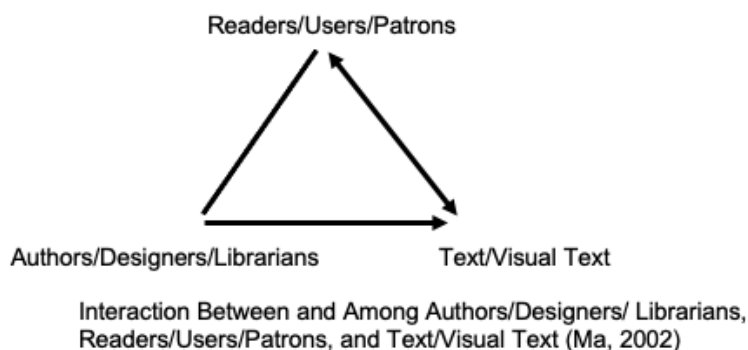 Readers/Users/Patrons
Authors/Designers/Librarians
Text/Visual Text
Interaction Between and Among Authors/Designers/ Librarians,
Readers/Users/Patrons, and Text/Visual Text (Ma, 2002)